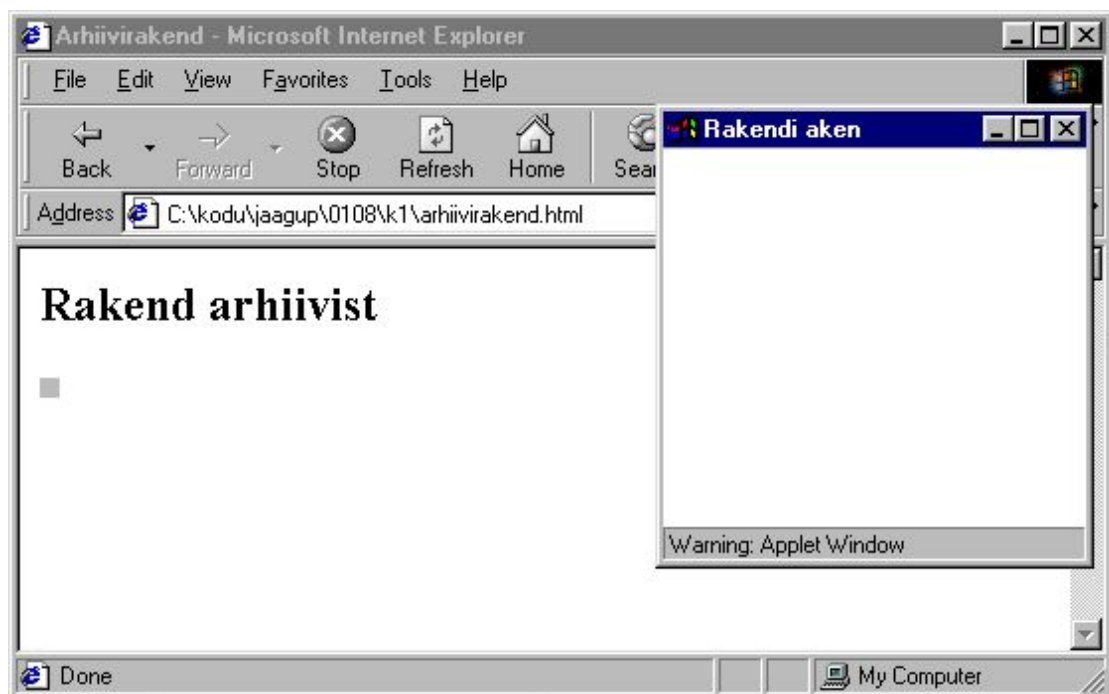 Arhiivirakend - Microsoft Internet Explorer
File Edit View Favorites Tools Help
Back Forward Stop Refresh Home
Address C:\kodu\jaagup\0108\k1\arhiivirakend.html
Rakend arhiivist
Rakendi aken
Warning: Applet Window
Done
My Computer